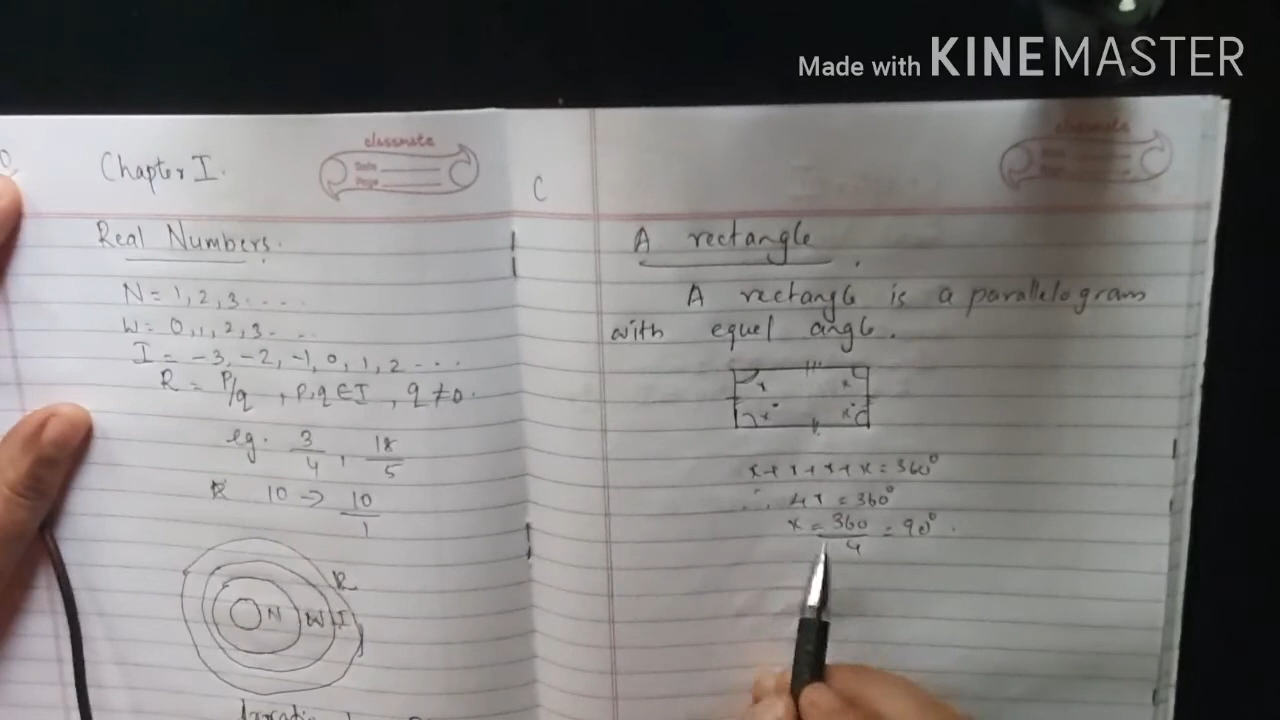 Made with KINEMASTER
Chapter I.
classmate
Date
Page
Real Numbers.
N = 1, 2, 3 ....
W = 0, 1, 2, 3 ...
I = -3, -2, -1, 0, 1, 2 ...
R = P/q , P,q ∈ I , q ≠ 0.
eg. 3/4 , 18/5
10 → 10/1
R
N W I
C
classmate
A rectangle
A rectangle is a parallelogram
with equel angle.
x x
x x
x + x + x + x = 360°
∴ 4x = 360°
x = 360/4 = 90°.